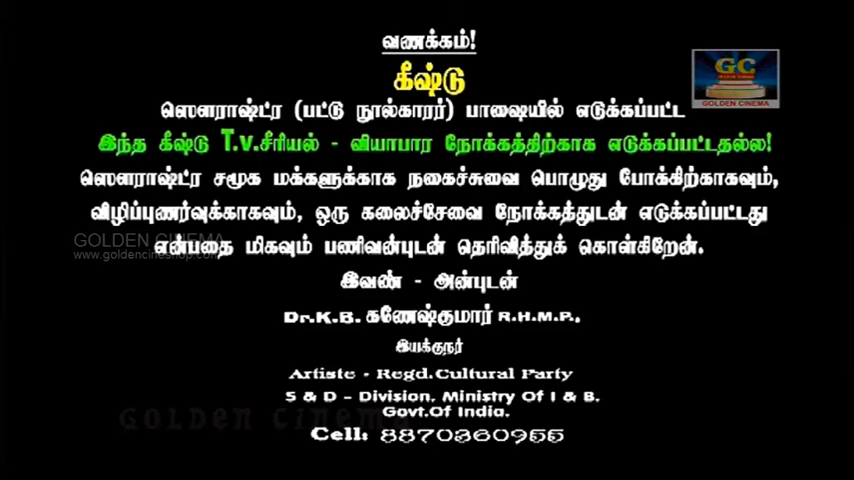 வணக்கம்!
கீஷ்டு
ஸௌராஷ்ட்ர (பட்டு நூல்காரர்) பாஷையில் எடுக்கப்பட்ட
இந்த கீஷ்டு T.v.சீரியல் - வியாபார நோக்கத்திற்காக எடுக்கப்பட்டதல்ல!
ஸௌராஷ்ட்ர சமூக மக்களுக்காக நகைச்சுவை பொழுது போக்கிற்காகவும்,
விழிப்புணர்வுக்காகவும், ஒரு கலைச்சேவை நோக்கத்துடன் எடுக்கப்பட்டது
என்பதை மிகவும் பணிவன்புடன் தெரிவித்துக் கொள்கிறேன்.
இவண் - அன்புடன்
Dr.K.B. கணேஷ்குமார் R.H.M.P.,
இயக்குநர்
Artiste - Regd.Cultural Party
S & D - Division, Ministry Of I & B.
Govt.Of India.
Cell: 8870360955
GC
GOLDEN CINEMA
GOLDEN CINEMA
www.goldencineshop.com
GOLDEN CINEMA